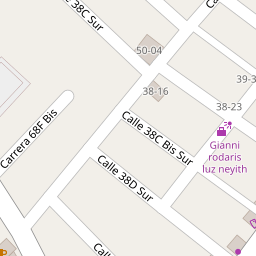 38C Sur
Calle
50-04
39-3
38-16
38-23
Carrera 68F Bis
Calle 38C Bis Sur
Gianni
rodaris
luz neyith
Calle 38D Sur
Calle